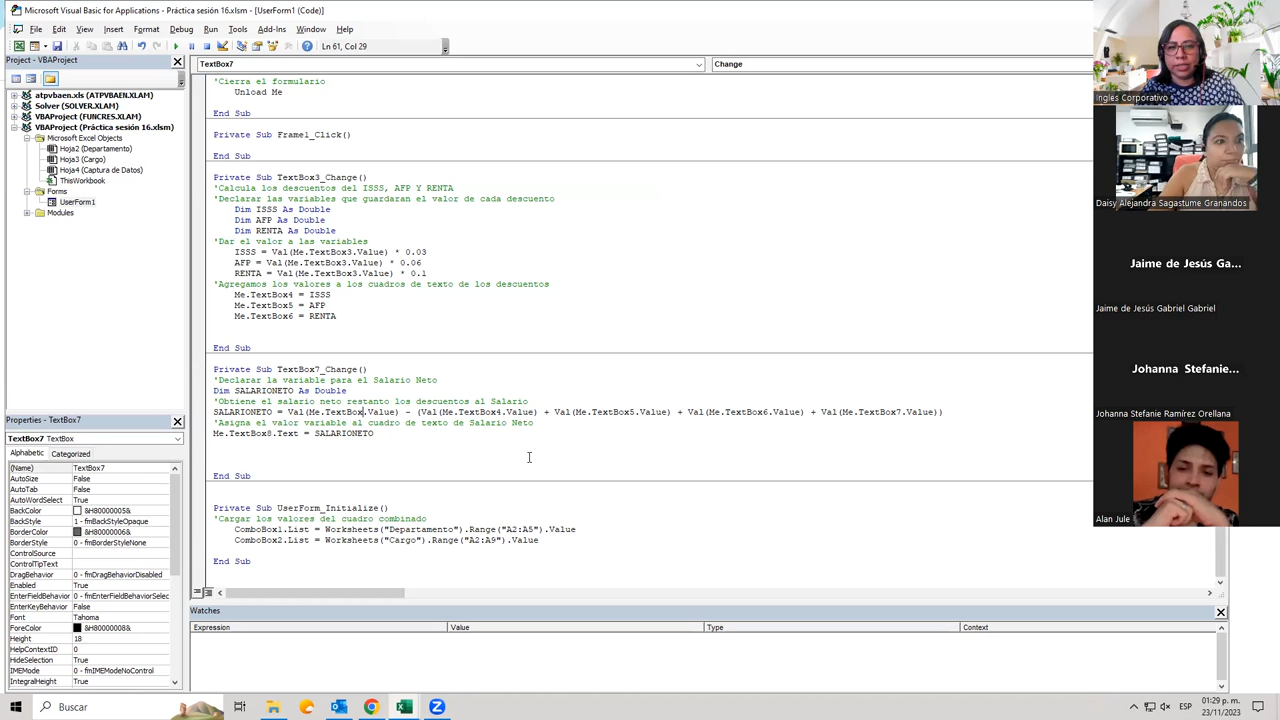 Microsoft Visual Basic for Applications - Práctica sesión 16.xlsm - [UserForm1 (Code)]
File Edit View Insert Format Debug Run Tools Add-Ins Window Help
Ln 61, Col 29
Project - VBAProject
atpvbaen.xls (ATPVBAEN.XLAM)
Solver (SOLVER.XLAM)
VBAProject (FUNCRES.XLAM)
VBAProject (Práctica sesión 16.xlsm)
Microsoft Excel Objects
Hoja2 (Departamento)
Hoja3 (Cargo)
Hoja4 (Captura de Datos)
ThisWorkbook
Forms
UserForm1
Modules
Properties - TextBox7
TextBox7 TextBox
Alphabetic Categorized
(Name) TextBox7
AutoSize False
AutoTab False
AutoWordSelect True
BackColor &H80000005&
BackStyle 1 - fmBackStyleOpaque
BorderColor &H80000006&
BorderStyle 0 - fmBorderStyleNone
ControlSource
ControlTipText
DragBehavior 0 - fmDragBehaviorDisabled
Enabled True
EnterFieldBehavior 0 - fmEnterFieldBehaviorSelec
EnterKeyBehavior False
Font Tahoma
ForeColor &H80000008&
Height 18
HelpContextID 0
HideSelection True
IMEMode 0 - fmIMEModeNoControl
IntegralHeight True
TextBox7 Change
'Cierra el formulario
Unload Me
End Sub
Private Sub Frame1_Click()
End Sub
Private Sub TextBox3_Change()
'Calcula los descuentos del ISSS, AFP Y RENTA
'Declarar las variables que guardaran el valor de cada descuento
Dim ISSS As Double
Dim AFP As Double
Dim RENTA As Double
'Dar el valor a las variables
ISSS = Val(Me.TextBox3.Value) * 0.03
AFP = Val(Me.TextBox3.Value) * 0.06
RENTA = Val(Me.TextBox3.Value) * 0.1
'Agregamos los valores a los cuadros de texto de los descuentos
Me.TextBox4 = ISSS
Me.TextBox5 = AFP
Me.TextBox6 = RENTA
End Sub
Private Sub TextBox7_Change()
'Declarar la variable para el Salario Neto
Dim SALARIONETO As Double
'Obtiene el salario neto restanto los descuentos al Salario
SALARIONETO = Val(Me.TextBox.Value) - (Val(Me.TextBox4.Value) + Val(Me.TextBox5.Value) + Val(Me.TextBox6.Value) + Val(Me.TextBox7.Value))
'Asigna el valor variable al cuadro de texto de Salario Neto
Me.TextBox8.Text = SALARIONETO
End Sub
Private Sub UserForm_Initialize()
'Cargar los valores del cuadro combinado
ComboBox1.List = Worksheets("Departamento").Range("A2:A5").Value
ComboBox2.List = Worksheets("Cargo").Range("A2:A9").Value
End Sub
Watches
Expression Value Type Context
Ingles Corporativo
Daisy Alejandra Sagastume Granandos
Jaime de Jesús Ga...
Jaime de Jesús Gabriel Gabriel
Johanna Stefanie...
Johanna Stefanie Ramírez Orellana
Alan Jule
Buscar
ESP
01:29 p. m.
23/11/2023